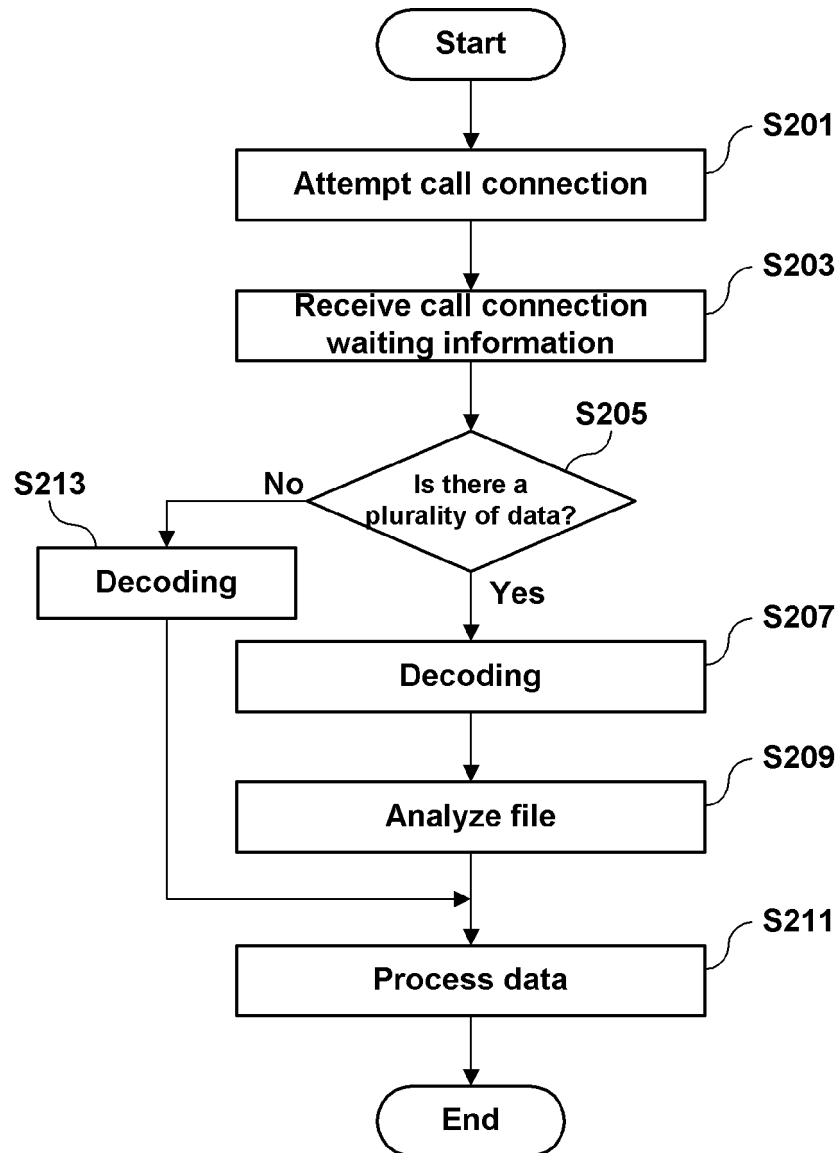 Start
S201
Attempt call connection
S203
Receive call connection
waiting information
S205
Is there a
plurality of data?
No
S213
Decoding
Yes
S207
Decoding
S209
Analyze file
S211
Process data
End